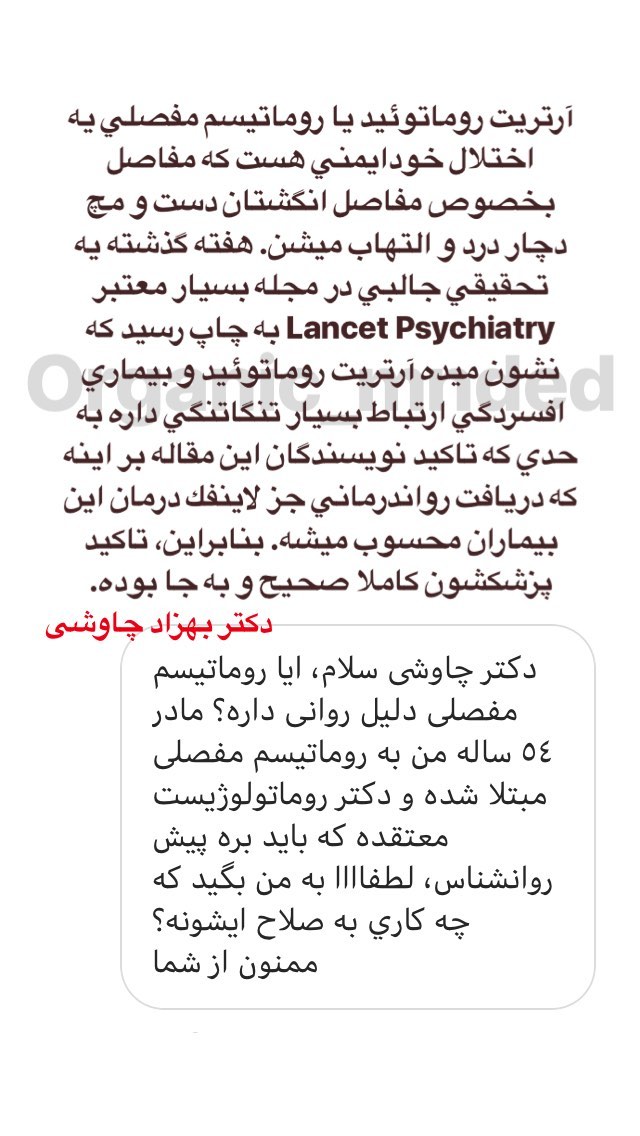 آرتريت روماتوئيد يا روماتيسم مفصلي يه
اختلال خودايمني هست كه مفاصل
بخصوص مفاصل انگشتان دست و مچ
دچار درد و التهاب ميشن. هفته گذشته يه
تحقيقي جالبي در مجله بسيار معتبر
Lancet Psychiatry به چاپ رسيد كه
نشون ميده آرتريت روماتوئيد و بيماري
Organic_minded
افسردگي ارتباط بسيار تنگاتنگي داره به
حدي كه تاكيد نويسندگان اين مقاله بر اينه
كه دريافت رواندرماني جز لاينفك درمان اين
بيماران محسوب ميشه. بنابراين، تاكيد
پزشكشون كاملا صحيح و به جا بوده.
دکتر بهزاد چاوشی
دکتر چاوشی سلام، ایا روماتیسم
مفصلی دلیل روانی داره؟ مادر
٥٤ ساله من به روماتیسم مفصلی
مبتلا شده و دکتر روماتولوژیست
معتقده که باید بره پیش
روانشناس، لطفاااا به من بگید که
چه کاري به صلاح ایشونه؟
ممنون از شما